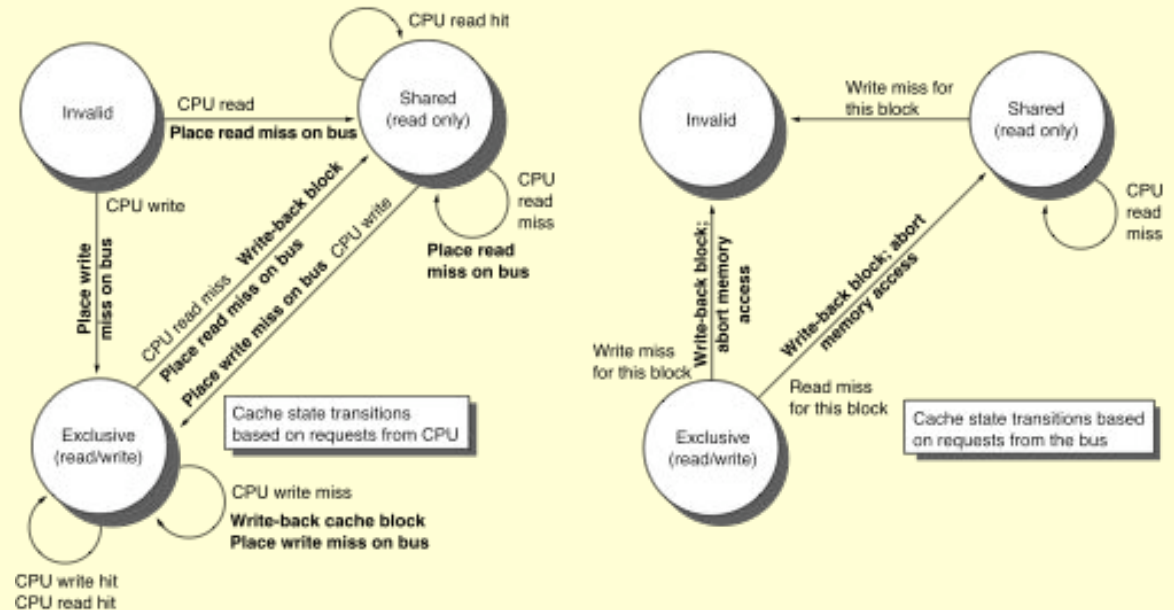 CPU read hit
Invalid
CPU read
Place read miss on bus
Shared
(read only)
CPU write
Place write
miss on bus
CPU read miss Write-back block
Place read miss on bus
Place write miss on bus CPU write
CPU
read
miss
Place read
miss on bus
Cache state transitions
based on requests from CPU
Exclusive
(read/write)
CPU write miss
Write-back cache block
Place write miss on bus
CPU write hit
CPU read hit
Invalid
Write miss for
this block
Shared
(read only)
CPU
read
miss
Write-back block;
abort memory
access
Write-back block; abort
memory access
Write miss
for this block
Read miss
for this block
Exclusive
(read/write)
Cache state transitions based
on requests from the bus